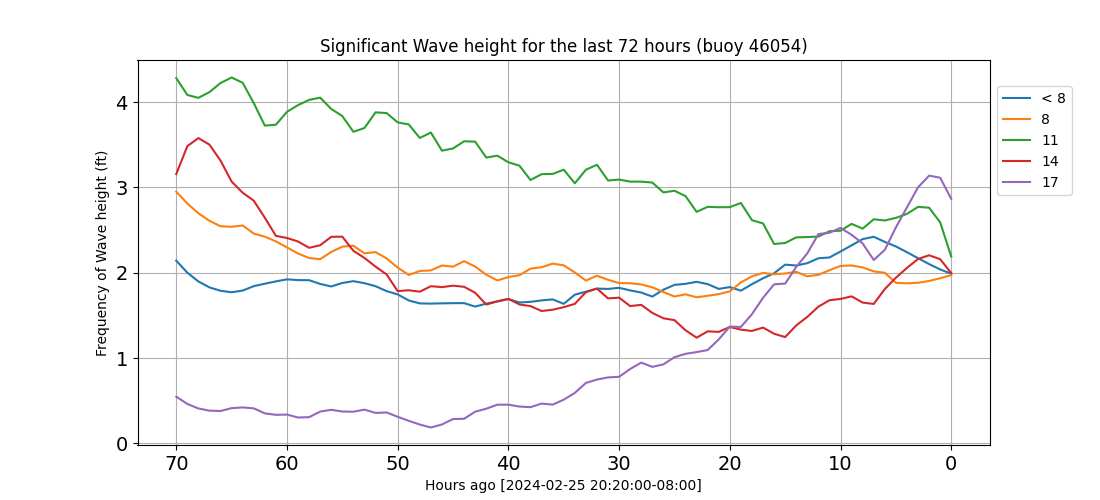 Significant Wave height for the last 72 hours (buoy 46054)
Frequency of Wave height (ft)
4
3
2
1
0
70 60 50 40 30 20 10 0
Hours ago [2024-02-25 20:20:00-08:00]
< 8
8
11
14
17